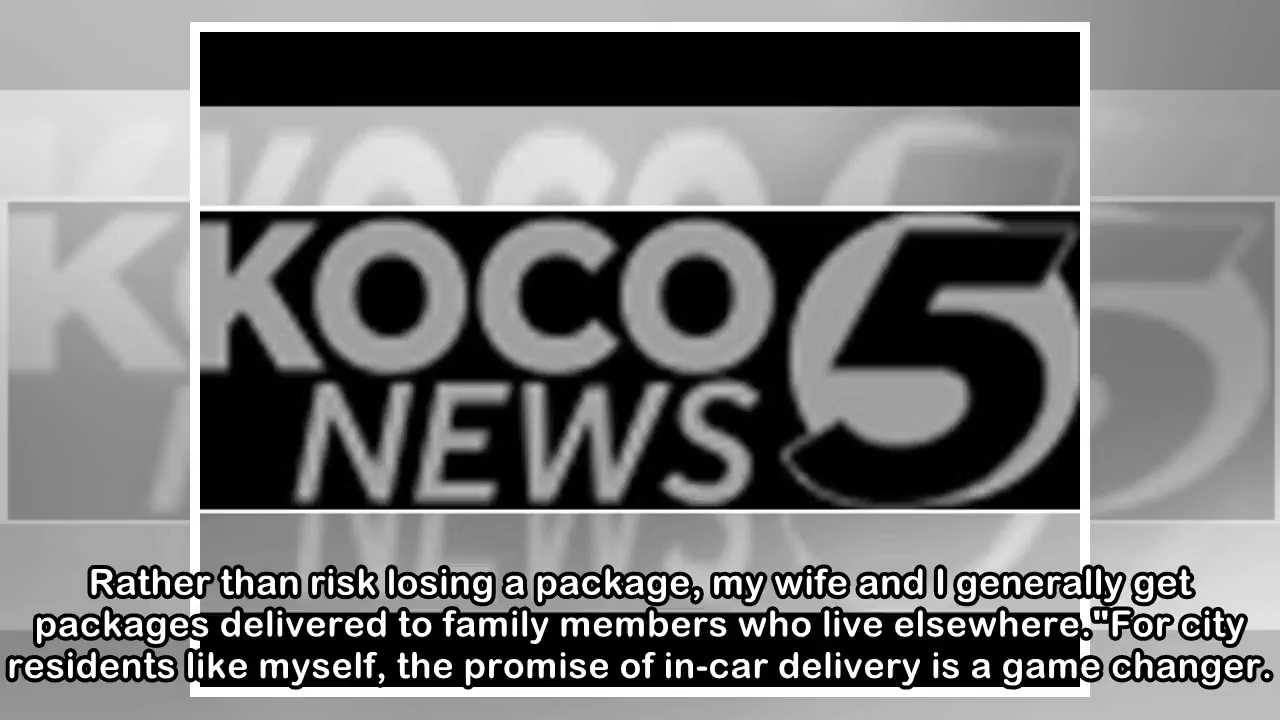 KOCO 5
NEWS
Rather than risk losing a package, my wife and I generally get
packages delivered to family members who live elsewhere."For city
residents like myself, the promise of in-car delivery is a game changer.